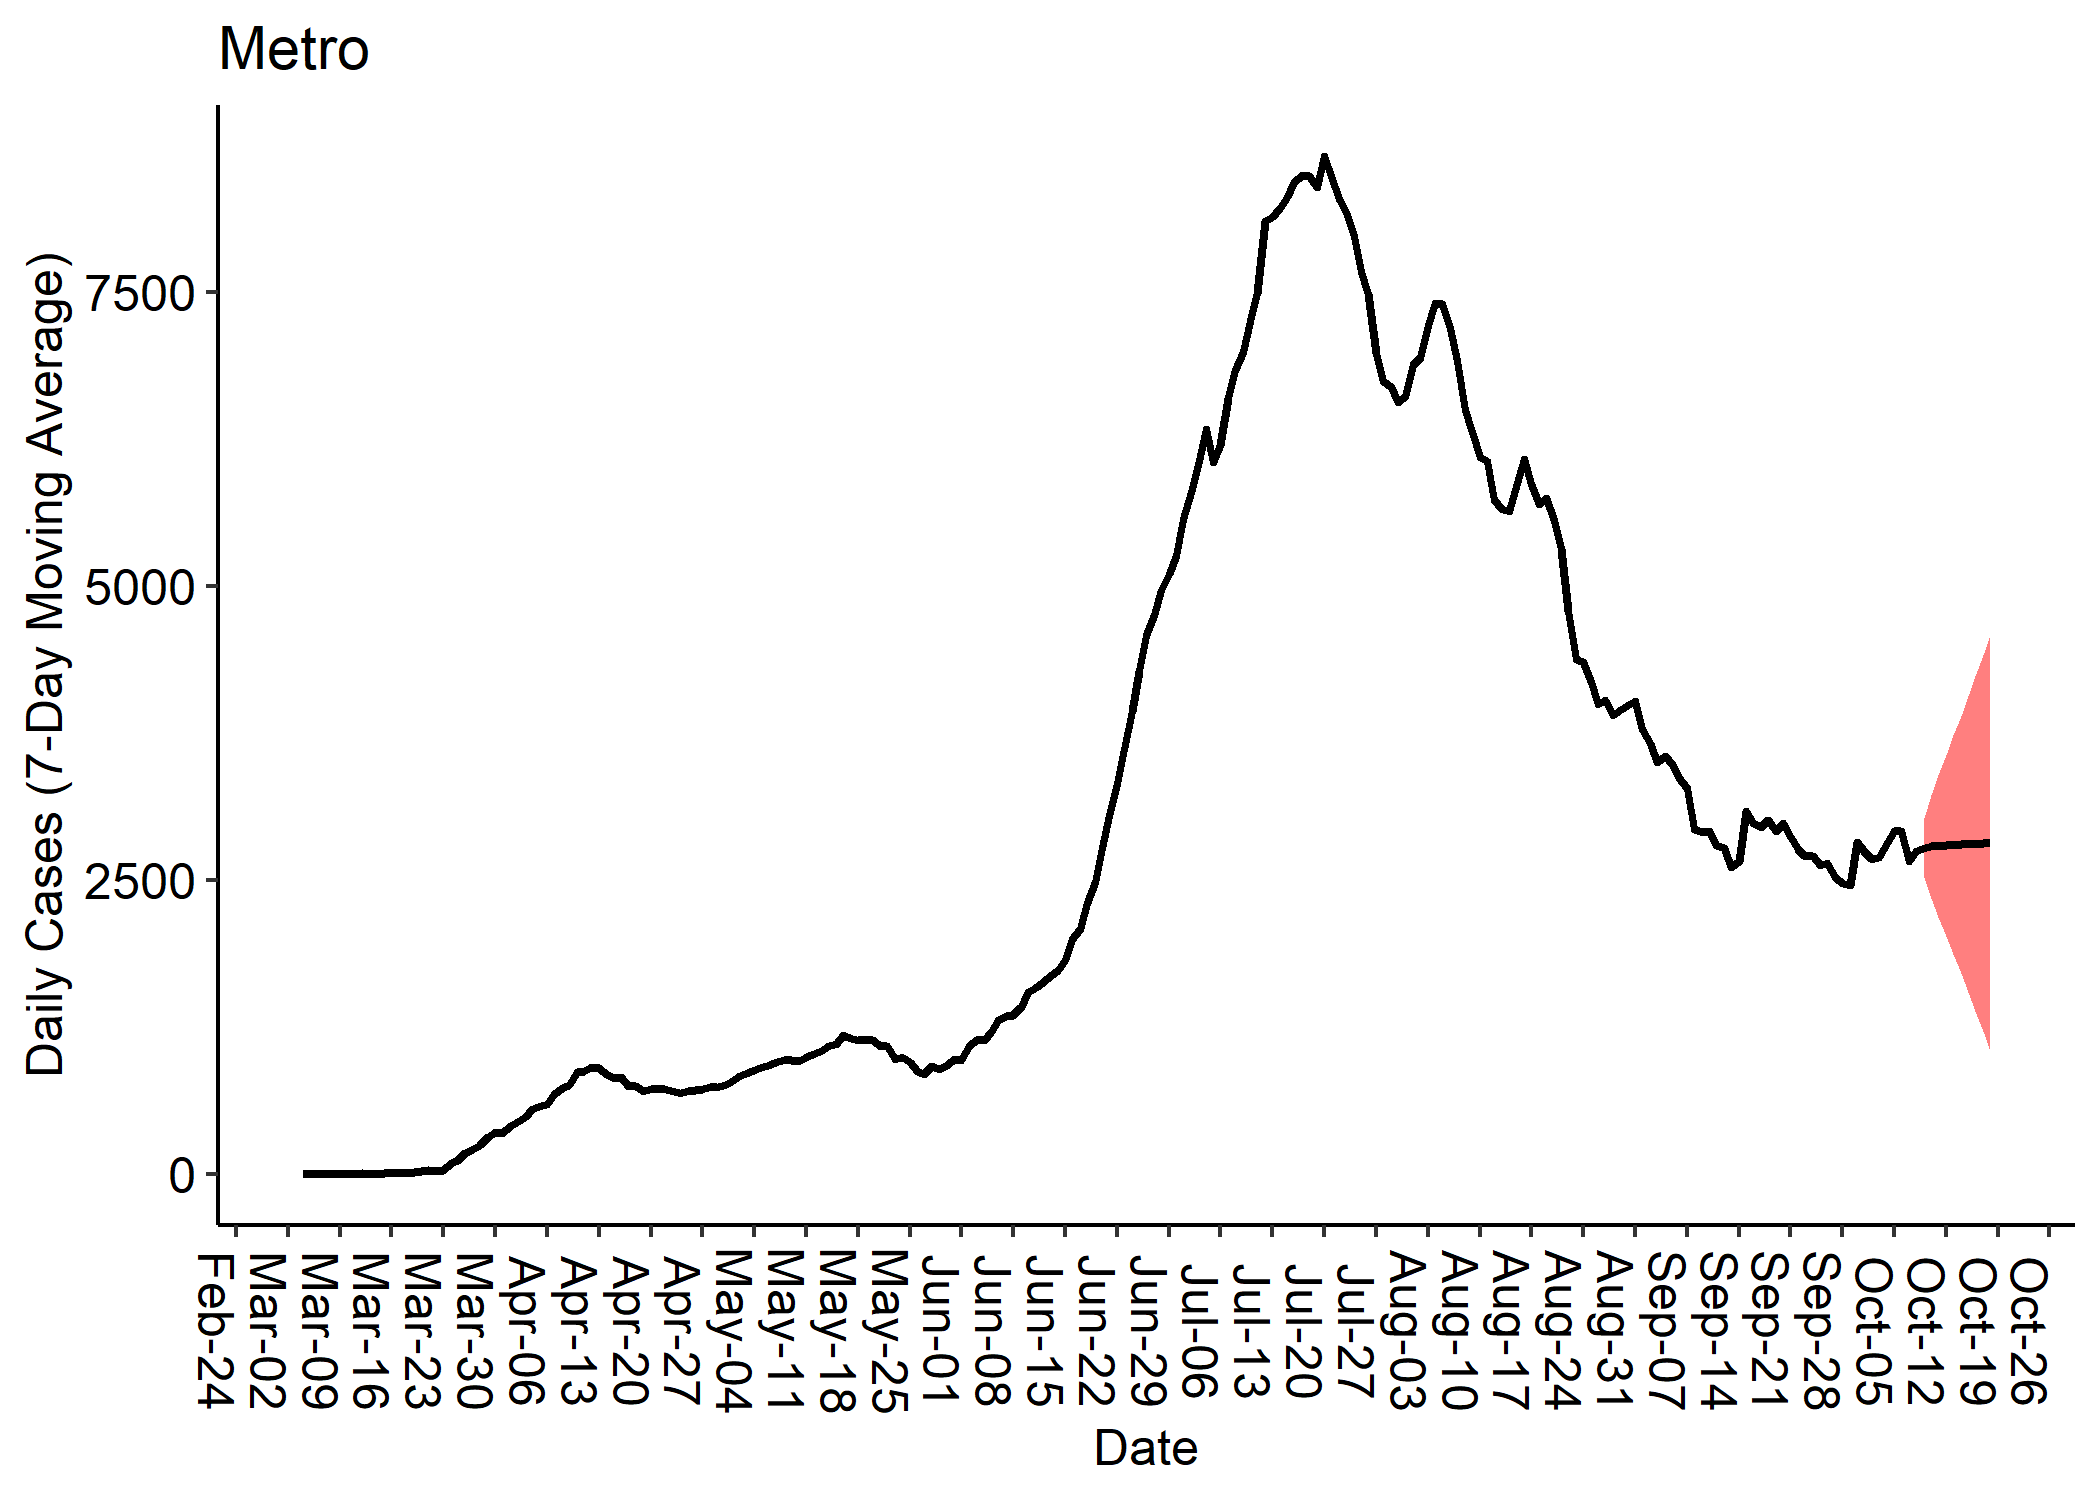 Metro
Daily Cases (7-Day Moving Average)
7500
5000
2500
0
Feb-24
Mar-02
Mar-09
Mar-16
Mar-23
Mar-30
Apr-06
Apr-13
Apr-20
Apr-27
May-04
May-11
May-18
May-25
Jun-01
Jun-08
Jun-15
Jun-22
Jun-29
Jul-06
Jul-13
Jul-20
Jul-27
Aug-03
Aug-10
Aug-17
Aug-24
Aug-31
Sep-07
Sep-14
Sep-21
Sep-28
Oct-05
Oct-12
Oct-19
Oct-26
Date